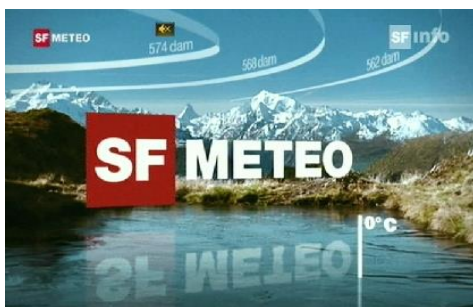 SF METEO
574 dam
568 dam
562 dam
SF info
SF METEO
0°C
SF METEO